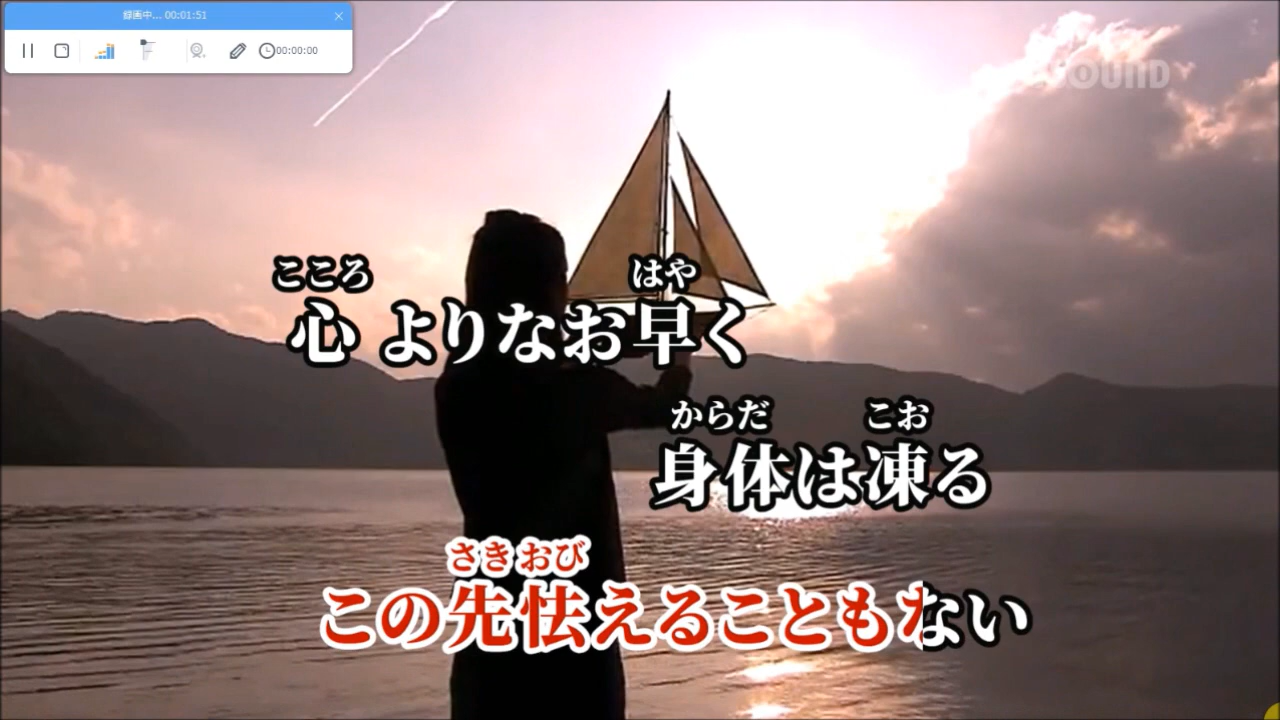 録画中... 00:01:51
00:00:00
SOUND
こころ はや
心よりなお早く
からだ こお
身体は凍る
さき おび
この先怯えることもない